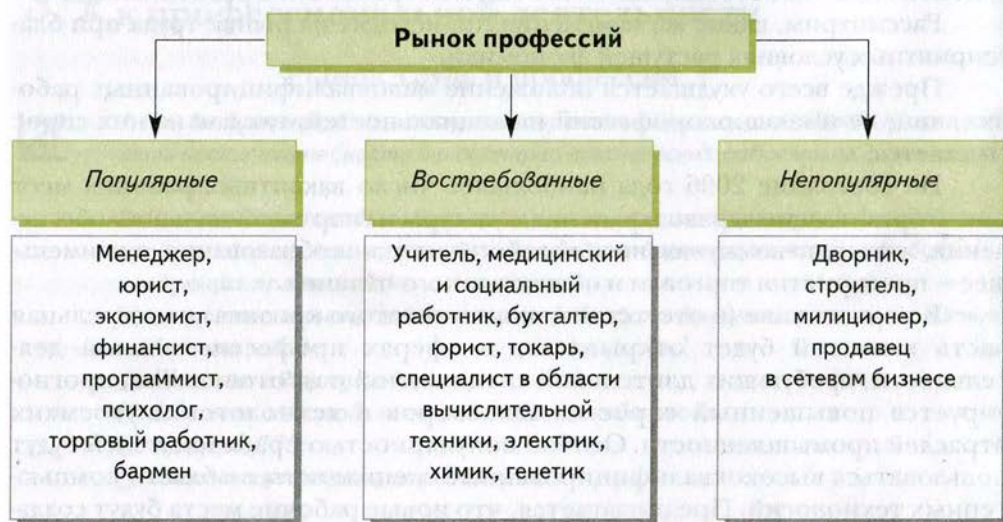 Рынок профессий
Популярные
Востребованные
Непопулярные
Менеджер,
юрист,
экономист,
финансист,
программист,
психолог,
торговый работник,
бармен
Учитель, медицинский
и социальный
работник, бухгалтер,
юрист, токарь,
специалист в области
вычислительной
техники, электрик,
химик, генетик
Дворник,
строитель,
милиционер,
продавец
в сетевом бизнесе